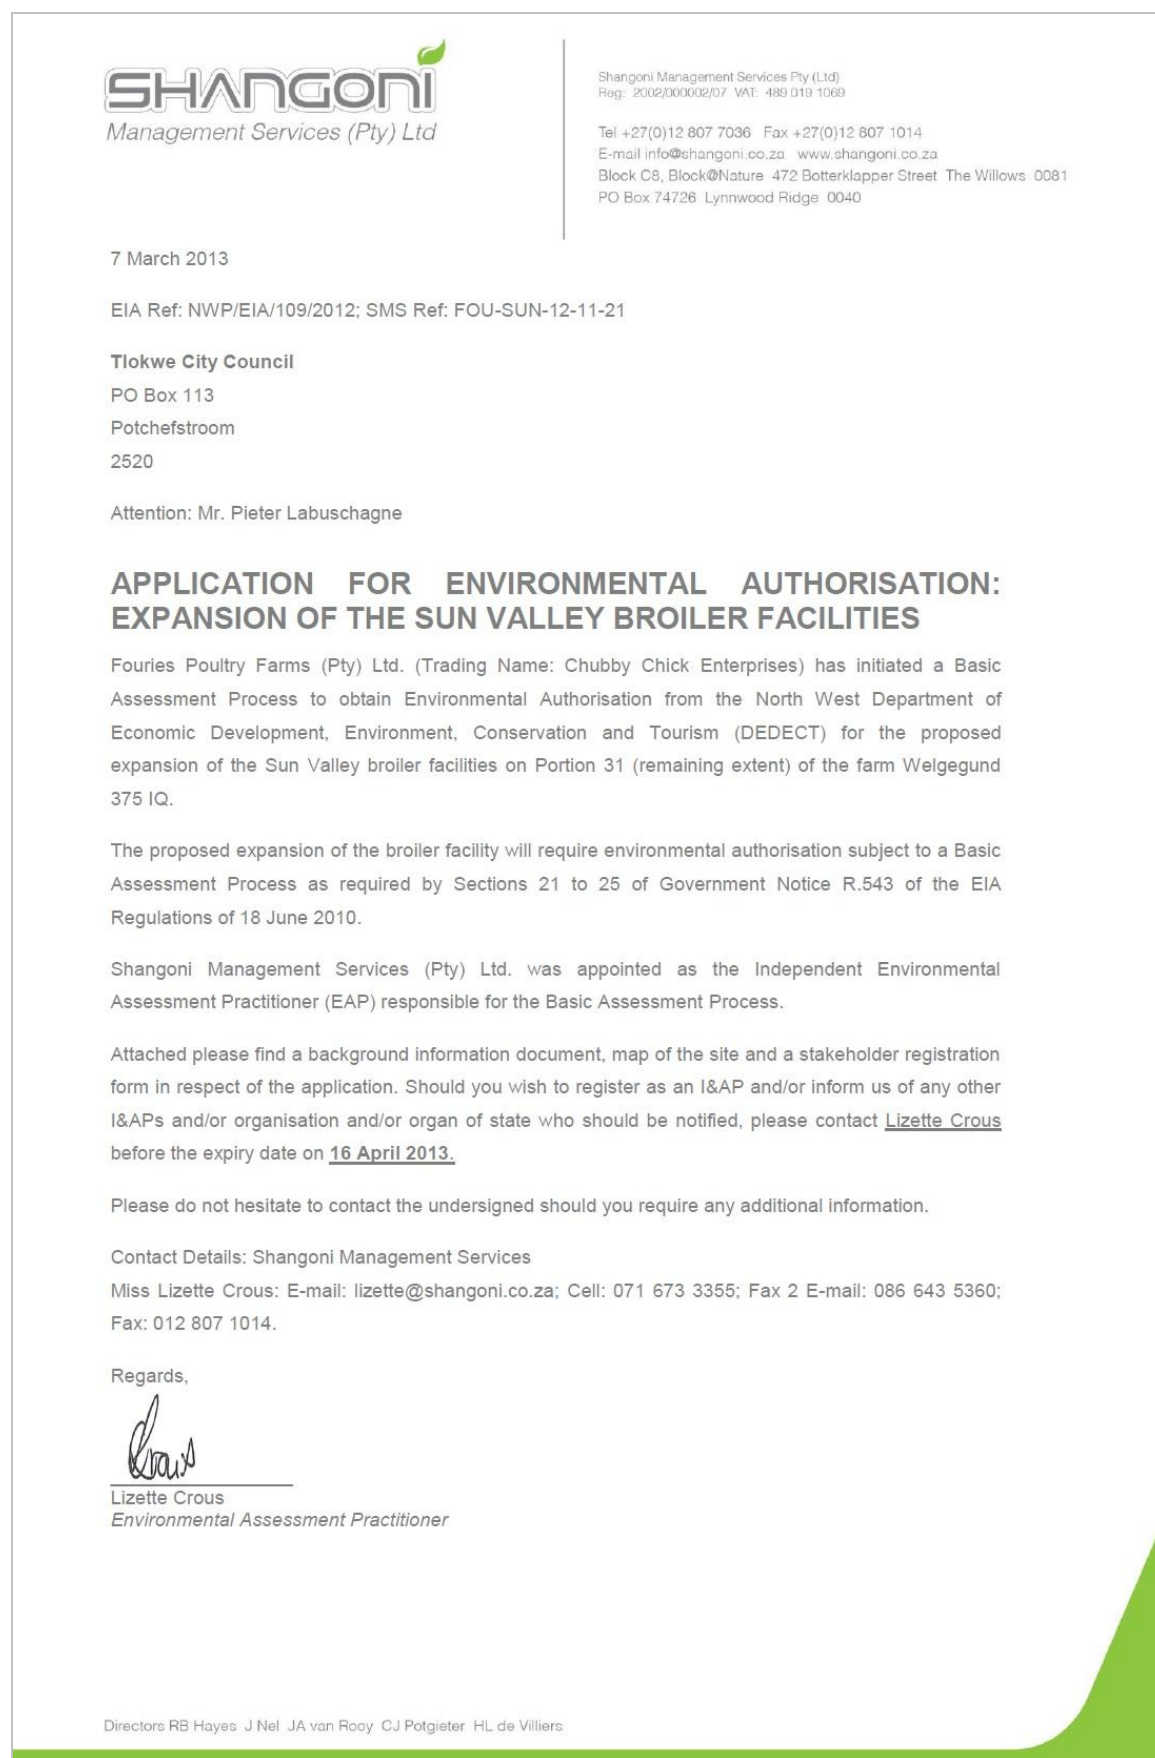 SHANGONI
Management Services (Pty) Ltd
Shangoni Management Services Pty (Ltd)
Reg: 2002/000002/07 VAT: 489 019 1069
Tel +27(0)12 807 7036 Fax +27(0)12 807 1014
E-mail info@shangoni.co.za www.shangoni.co.za
Block C8, Block@Nature 472 Botterklapper Street The Willows 0081
PO Box 74726 Lynnwood Ridge 0040
7 March 2013
EIA Ref: NWP/EIA/109/2012; SMS Ref: FOU-SUN-12-11-21
Tlokwe City Council
PO Box 113
Potchefstroom
2520
Attention: Mr. Pieter Labuschagne
APPLICATION FOR ENVIRONMENTAL AUTHORISATION:
EXPANSION OF THE SUN VALLEY BROILER FACILITIES
Fouries Poultry Farms (Pty) Ltd. (Trading Name: Chubby Chick Enterprises) has initiated a Basic
Assessment Process to obtain Environmental Authorisation from the North West Department of
Economic Development, Environment, Conservation and Tourism (DEDECT) for the proposed
expansion of the Sun Valley broiler facilities on Portion 31 (remaining extent) of the farm Welgegund
375 IQ.
The proposed expansion of the broiler facility will require environmental authorisation subject to a Basic
Assessment Process as required by Sections 21 to 25 of Government Notice R.543 of the EIA
Regulations of 18 June 2010.
Shangoni Management Services (Pty) Ltd. was appointed as the Independent Environmental
Assessment Practitioner (EAP) responsible for the Basic Assessment Process.
Attached please find a background information document, map of the site and a stakeholder registration
form in respect of the application. Should you wish to register as an I&AP and/or inform us of any other
I&APs and/or organisation and/or organ of state who should be notified, please contact Lizette Crous
before the expiry date on 16 April 2013.
Please do not hesitate to contact the undersigned should you require any additional information.
Contact Details: Shangoni Management Services
Miss Lizette Crous: E-mail: lizette@shangoni.co.za; Cell: 071 673 3355; Fax 2 E-mail: 086 643 5360;
Fax: 012 807 1014.
Regards,
Crous
Lizette Crous
Environmental Assessment Practitioner
Directors RB Hayes J Nel JA van Rooy CJ Potgieter HL de Villiers